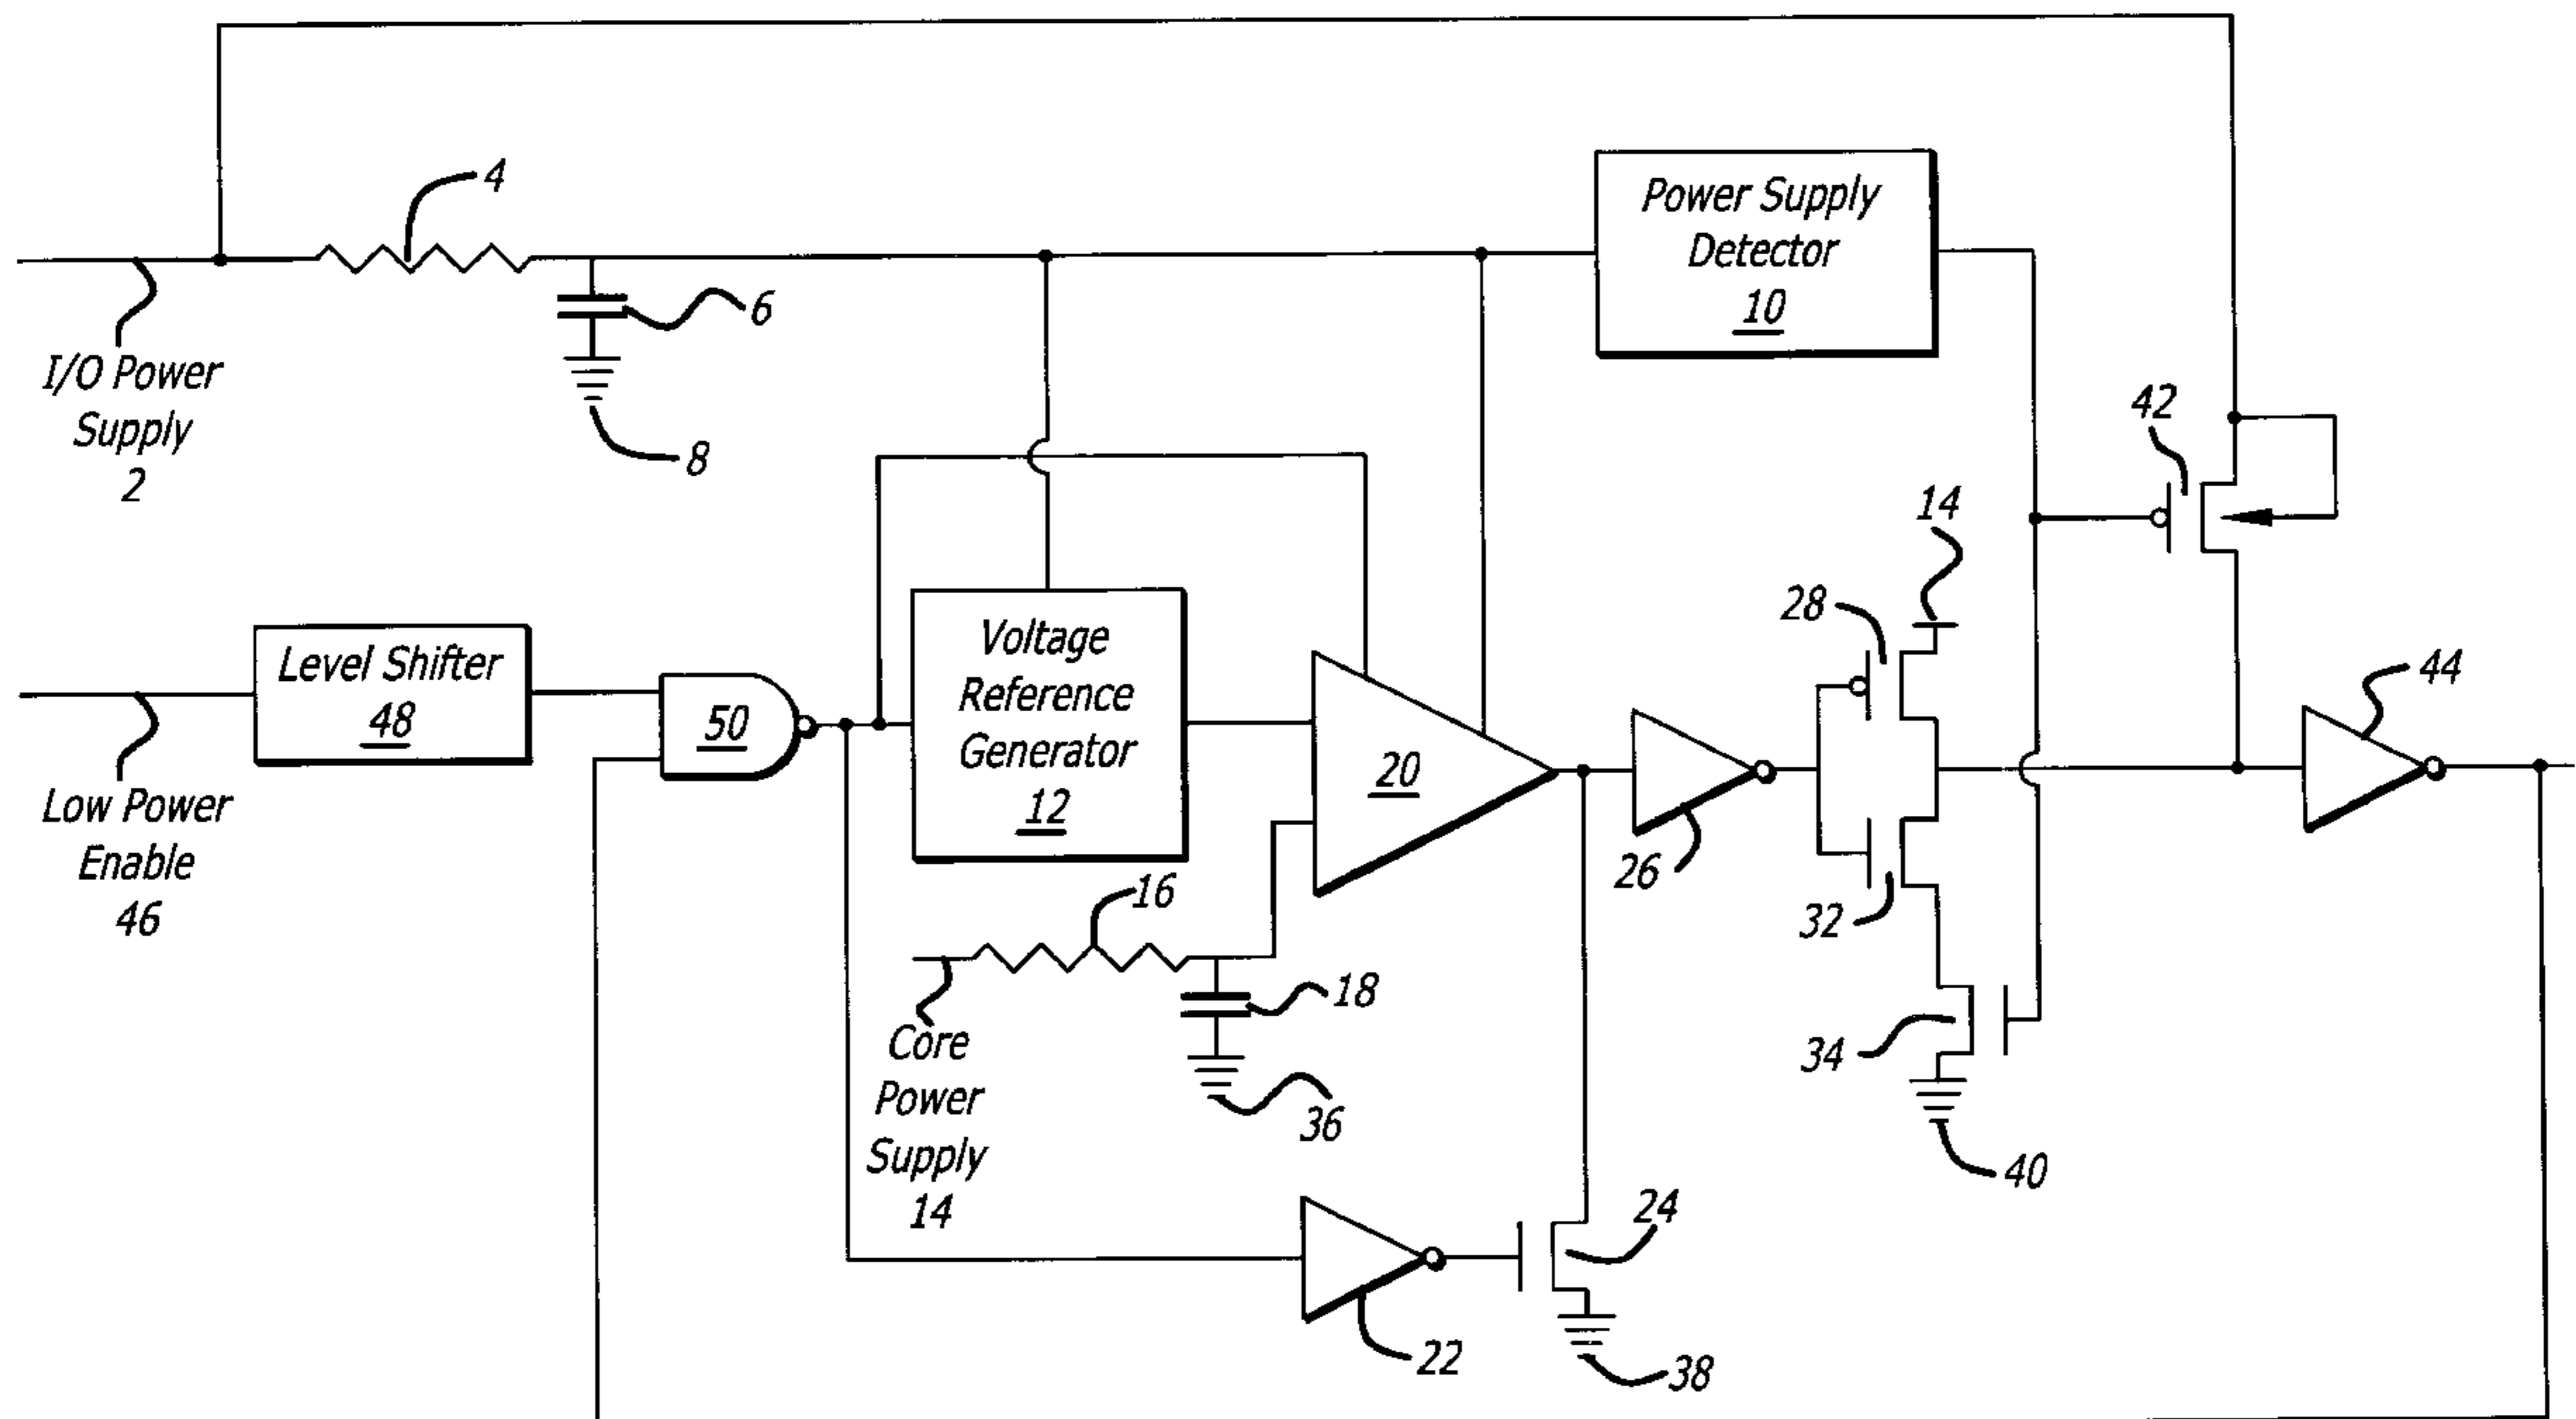 4
Power Supply
Detector
10
6
I/O Power
Supply
2
8
42
14
28
Level Shifter
48
50
Voltage
Reference
Generator
12
20
44
Low Power
Enable
46
26
16
32
18
Core
Power
Supply
14
34
36
40
24
22
38